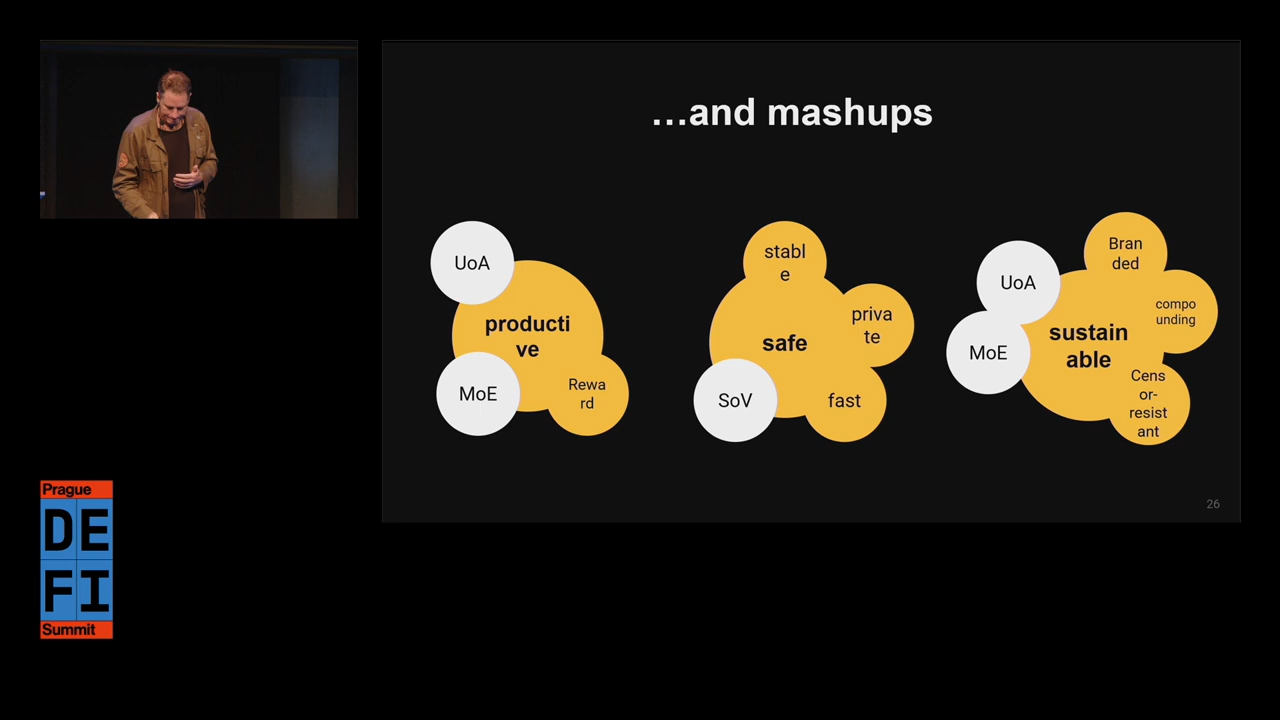 ...and mashups
UoA
producti
ve
MoE
Rewa
rd
stabl
e
priva
te
safe
SoV
fast
Bran
ded
UoA
compo
unding
sustain
able
MoE
Cens
or-
resist
ant
26
Prague
DE
FI
Summit